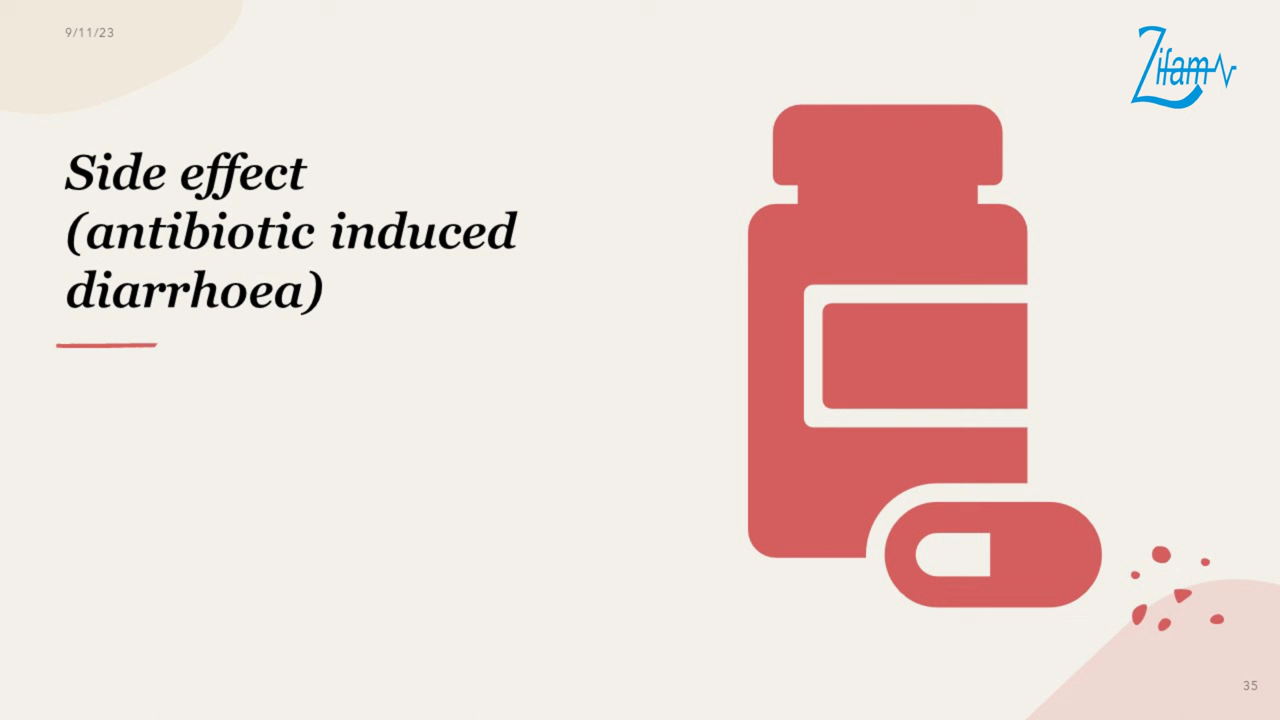 9/11/23
Zifam
Side effect
(antibiotic induced
diarrhoea)
35